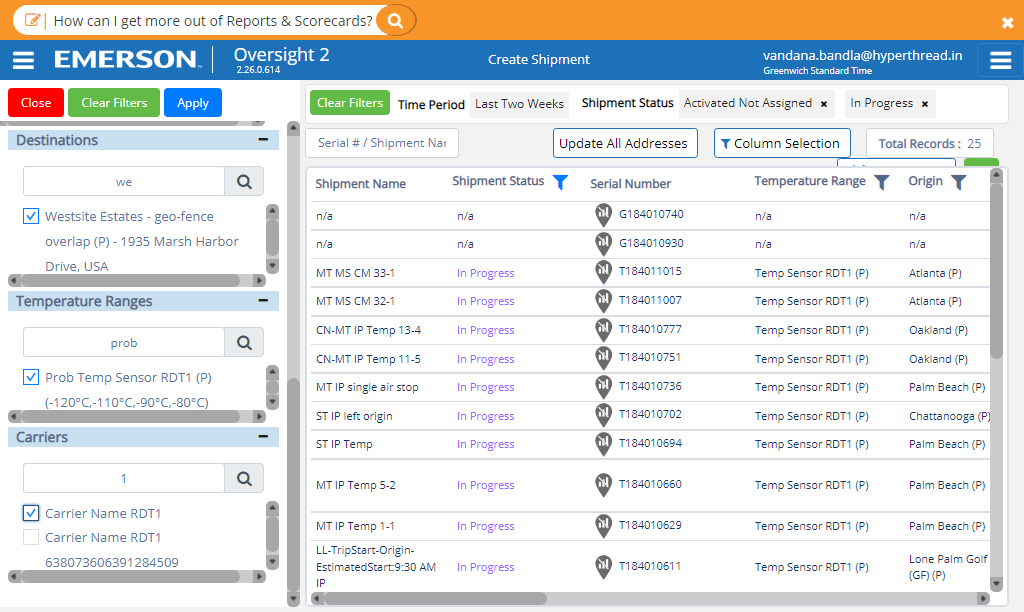 How can I get more out of Reports & Scorecards?
EMERSON
Oversight 2
2.26.0.614
Create Shipment
vandana.bandla@hyperthread.in
Greenwich Standard Time
Close
Clear Filters
Apply
Destinations
we
Westsite Estates - geo-fence
overlap (P) - 1935 Marsh Harbor
Drive, USA
Temperature Ranges
prob
Prob Temp Sensor RDT1 (P)
(-120°C,-110°C,-90°C,-80°C)
Carriers
1
Carrier Name RDT1
Carrier Name RDT1
638073606391284509
Clear Filters Time Period Last Two Weeks Shipment Status Activated Not Assigned × In Progress ×
Serial # / Shipment Nar Update All Addresses Column Selection Total Records : 25
Shipment Name Shipment Status Serial Number Temperature Range Origin
n/a n/a G184010740 n/a n/a
n/a n/a G184010930 n/a n/a
MT MS CM 33-1 In Progress T184011015 Temp Sensor RDT1 (P) Atlanta (P)
MT MS CM 32-1 In Progress T184011007 Temp Sensor RDT1 (P) Atlanta (P)
CN-MT IP Temp 13-4 In Progress T184010777 Temp Sensor RDT1 (P) Oakland (P)
CN-MT IP Temp 11-5 In Progress T184010751 Temp Sensor RDT1 (P) Oakland (P)
MT IP single air stop In Progress T184010736 Temp Sensor RDT1 (P) Palm Beach (P)
ST IP left origin In Progress T184010702 Temp Sensor RDT1 (P) Chattanooga (P)
ST IP Temp In Progress T184010694 Temp Sensor RDT1 (P) Palm Beach (P)
MT IP Temp 5-2 In Progress T184010660 Temp Sensor RDT1 (P) Palm Beach (P)
MT IP Temp 1-1 In Progress T184010629 Temp Sensor RDT1 (P) Palm Beach (P)
LL-TripStart-Origin-
EstimatedStart:9:30 AM
IP
In Progress T184010611 Temp Sensor RDT1 (P)
Lone Palm Golf
(GF) (P)